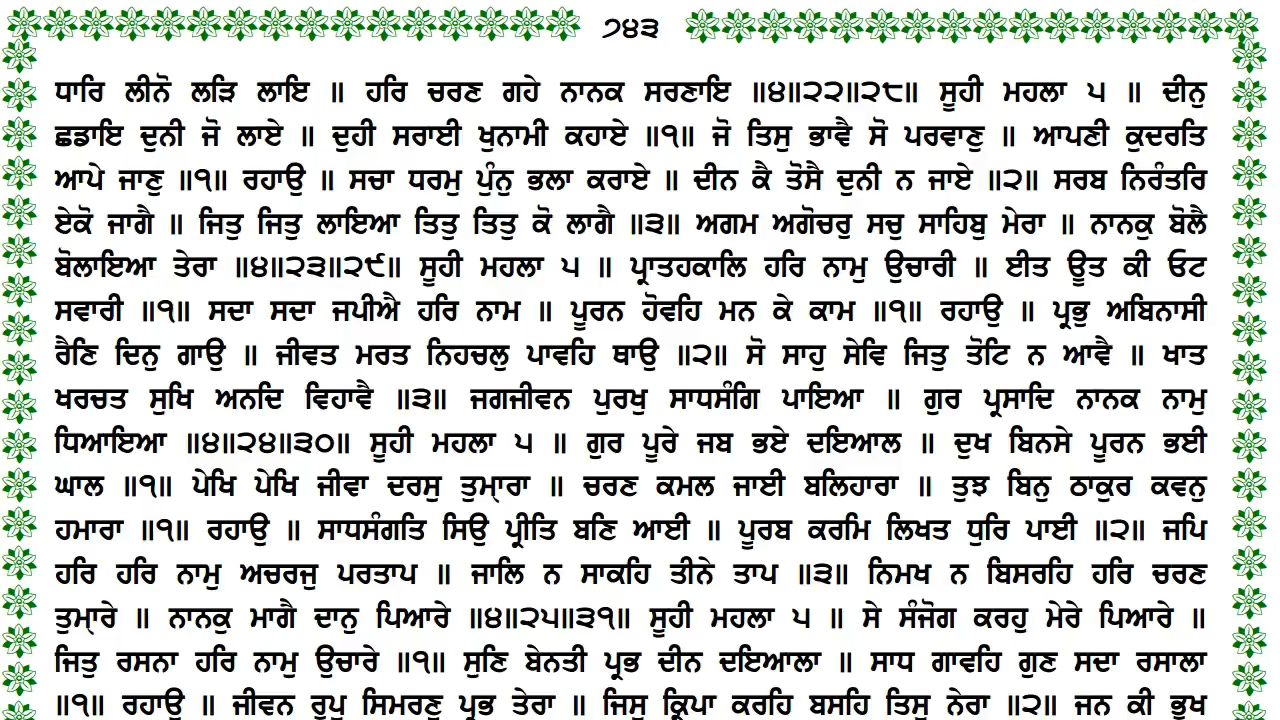 ੭੪੩
ਧਾਰਿ ਲੀਨੋ ਲੜਿ ਲਾਇ ॥ ਹਰਿ ਚਰਣ ਗਹੇ ਨਾਨਕ ਸਰਣਾਇ ॥੪॥੨੨॥੨੮॥ ਸੂਹੀ ਮਹਲਾ ੫ ॥ ਦੀਨੁ
ਛਡਾਇ ਦੁਨੀ ਜੋ ਲਾਏ ॥ ਦੁਹੀ ਸਰਾਈ ਖੁਨਾਮੀ ਕਹਾਏ ॥੧॥ ਜੋ ਤਿਸੁ ਭਾਵੈ ਸੋ ਪਰਵਾਣੁ ॥ ਆਪਣੀ ਕੁਦਰਤਿ
ਆਪੇ ਜਾਣੁ ॥੧॥ ਰਹਾਉ ॥ ਸਚਾ ਧਰਮੁ ਪੁੰਨੁ ਭਲਾ ਕਰਾਏ ॥ ਦੀਨ ਕੈ ਤੋਸੈ ਦੁਨੀ ਨ ਜਾਏ ॥੨॥ ਸਰਬ ਨਿਰੰਤਰਿ
ਏਕੋ ਜਾਗੈ ॥ ਜਿਤੁ ਜਿਤੁ ਲਾਇਆ ਤਿਤੁ ਤਿਤੁ ਕੋ ਲਾਗੈ ॥੩॥ ਅਗਮ ਅਗੋਚਰੁ ਸਚੁ ਸਾਹਿਬੁ ਮੇਰਾ ॥ ਨਾਨਕੁ ਬੋਲੈ
ਬੋਲਾਇਆ ਤੇਰਾ ॥੪॥੨੩॥੨੯॥ ਸੂਹੀ ਮਹਲਾ ੫ ॥ ਪ੍ਰਾਤਹਕਾਲਿ ਹਰਿ ਨਾਮੁ ਉਚਾਰੀ ॥ ਈਤ ਊਤ ਕੀ ਓਟ
ਸਵਾਰੀ ॥੧॥ ਸਦਾ ਸਦਾ ਜਪੀਐ ਹਰਿ ਨਾਮ ॥ ਪੂਰਨ ਹੋਵਹਿ ਮਨ ਕੇ ਕਾਮ ॥੧॥ ਰਹਾਉ ॥ ਪ੍ਰਭੁ ਅਬਿਨਾਸੀ
ਰੈਣਿ ਦਿਨੁ ਗਾਉ ॥ ਜੀਵਤ ਮਰਤ ਨਿਹਚਲੁ ਪਾਵਹਿ ਥਾਉ ॥੨॥ ਸੋ ਸਾਹੁ ਸੇਵਿ ਜਿਤੁ ਤੋਟਿ ਨ ਆਵੈ ॥ ਖਾਤ
ਖਰਚਤ ਸੁਖਿ ਅਨਦਿ ਵਿਹਾਵੈ ॥੩॥ ਜਗਜੀਵਨ ਪੁਰਖੁ ਸਾਧਸੰਗਿ ਪਾਇਆ ॥ ਗੁਰ ਪ੍ਰਸਾਦਿ ਨਾਨਕ ਨਾਮੁ
ਧਿਆਇਆ ॥੪॥੨੪॥੩੦॥ ਸੂਹੀ ਮਹਲਾ ੫ ॥ ਗੁਰ ਪੂਰੇ ਜਬ ਭਏ ਦਇਆਲ ॥ ਦੁਖ ਬਿਨਸੇ ਪੂਰਨ ਭਈ
ਘਾਲ ॥੧॥ ਪੇਖਿ ਪੇਖਿ ਜੀਵਾ ਦਰਸੁ ਤੁਮ੍ਹਾਰਾ ॥ ਚਰਣ ਕਮਲ ਜਾਈ ਬਲਿਹਾਰਾ ॥ ਤੁਝ ਬਿਨੁ ਠਾਕੁਰ ਕਵਨੁ
ਹਮਾਰਾ ॥੧॥ ਰਹਾਉ ॥ ਸਾਧਸੰਗਤਿ ਸਿਉ ਪ੍ਰੀਤਿ ਬਣਿ ਆਈ ॥ ਪੂਰਬ ਕਰਮਿ ਲਿਖਤ ਧੁਰਿ ਪਾਈ ॥੨॥ ਜਪਿ
ਹਰਿ ਹਰਿ ਨਾਮੁ ਅਚਰਜੁ ਪਰਤਾਪ ॥ ਜਾਲਿ ਨ ਸਾਕਹਿ ਤੀਨੇ ਤਾਪ ॥੩॥ ਨਿਮਖ ਨ ਬਿਸਰਹਿ ਹਰਿ ਚਰਣ
ਤੁਮ੍ਹਾਰੇ ॥ ਨਾਨਕੁ ਮਾਗੈ ਦਾਨੁ ਪਿਆਰੇ ॥੪॥੨੫॥੩੧॥ ਸੂਹੀ ਮਹਲਾ ੫ ॥ ਸੇ ਸੰਜੋਗ ਕਰਹੁ ਮੇਰੇ ਪਿਆਰੇ ॥
ਜਿਤੁ ਰਸਨਾ ਹਰਿ ਨਾਮੁ ਉਚਾਰੇ ॥੧॥ ਸੁਣਿ ਬੇਨਤੀ ਪ੍ਰਭ ਦੀਨ ਦਇਆਲਾ ॥ ਸਾਧ ਗਾਵਹਿ ਗੁਣ ਸਦਾ ਰਸਾਲਾ
॥੧॥ ਰਹਾਉ ॥ ਜੀਵਨ ਰੂਪੁ ਸਿਮਰਣੁ ਪ੍ਰਭ ਤੇਰਾ ॥ ਜਿਸੁ ਕ੍ਰਿਪਾ ਕਰਹਿ ਬਸਹਿ ਤਿਸੁ ਨੇਰਾ ॥੨॥ ਜਨ ਕੀ ਭੂਖ